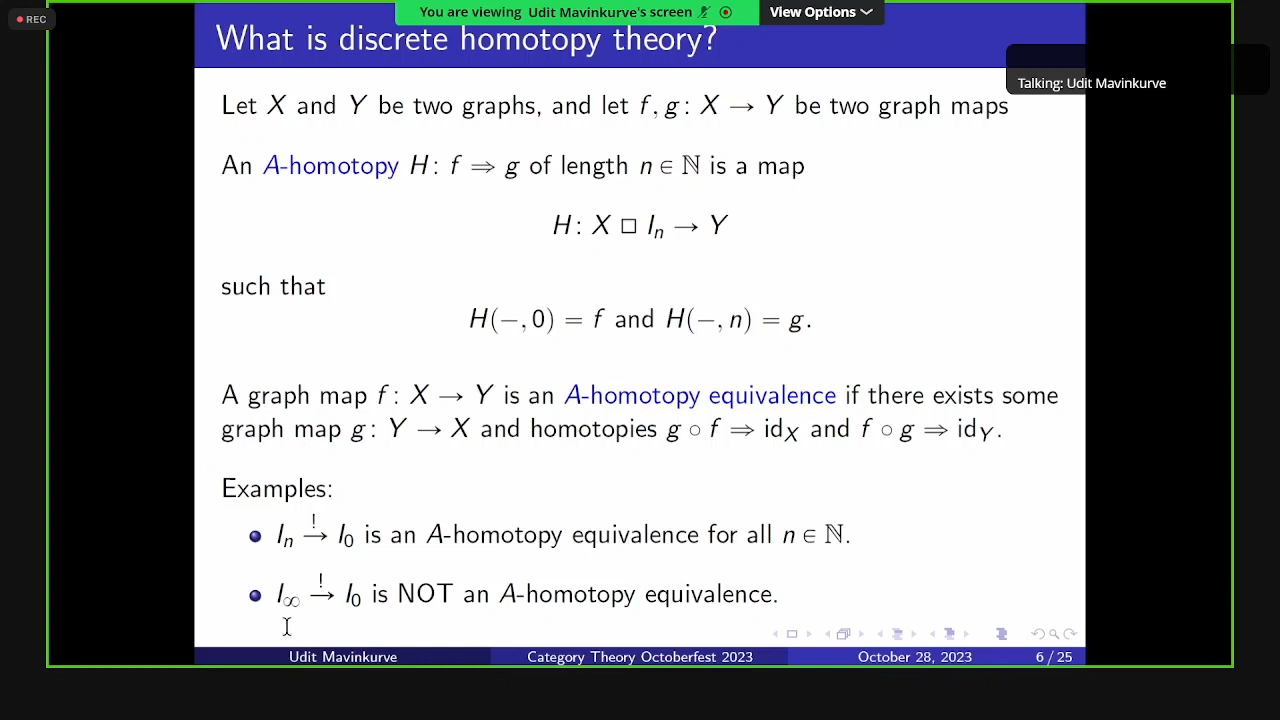 REC
You are viewing Udit Mavinkurve's screen
View Options
What is discrete homotopy theory?
Talking: Udit Mavinkurve
Let X and Y be two graphs, and let f, g: X → Y be two graph maps
An A-homotopy H: f ⇒ g of length n ∈ ℕ is a map
H: X □ Iₙ → Y
such that
H(−, 0) = f and H(−, n) = g.
A graph map f: X → Y is an A-homotopy equivalence if there exists some
graph map g: Y → X and homotopies g ∘ f ⇒ id_X and f ∘ g ⇒ id_Y.
Examples:
Iₙ →^! I₀ is an A-homotopy equivalence for all n ∈ ℕ.
I_∞ →^! I₀ is NOT an A-homotopy equivalence.
Udit Mavinkurve Category Theory Octoberfest 2023 October 28, 2023 6 / 25